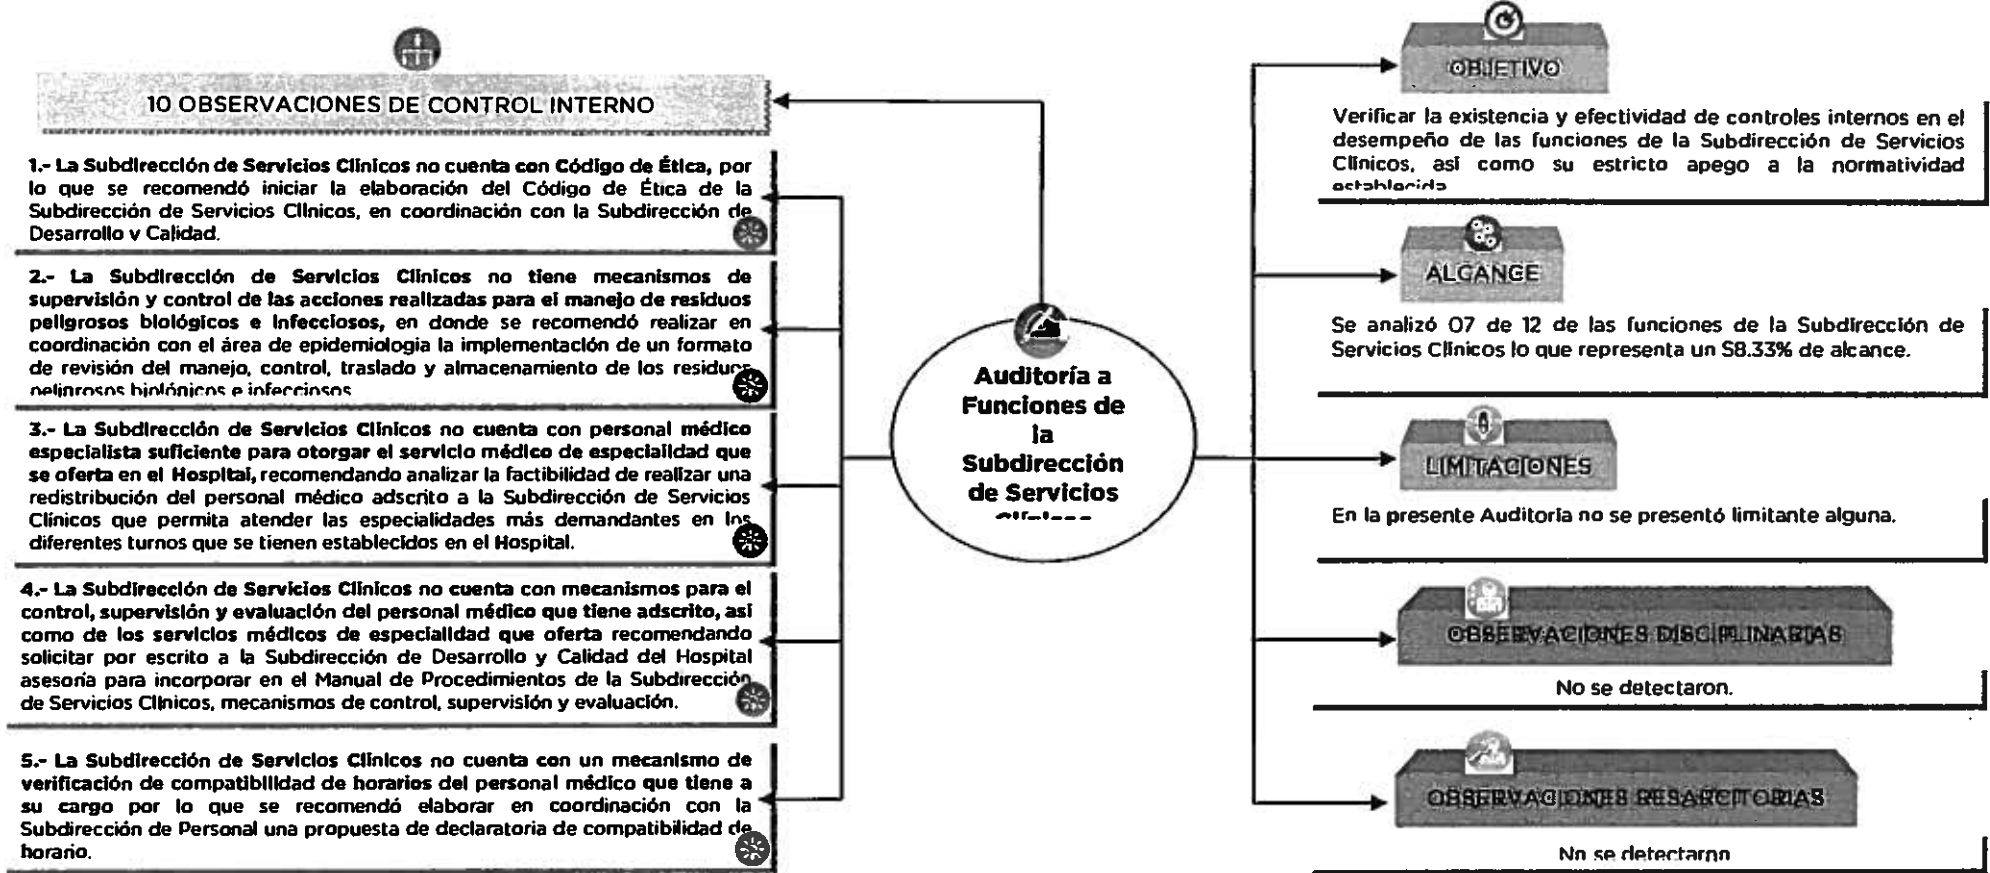 10 OBSERVACIONES DE CONTROL INTERNO
1.- La Subdirección de Servicios Clínicos no cuenta con Código de Ética, por
lo que se recomendó iniciar la elaboración del Código de Ética de la
Subdirección de Servicios Clínicos, en coordinación con la Subdirección de
Desarrollo y Calidad.
2.- La Subdirección de Servicios Clínicos no tiene mecanismos de
supervisión y control de las acciones realizadas para el manejo de residuos
peligrosos biológicos e infecciosos, en donde se recomendó realizar en
coordinación con el área de epidemiologia la implementación de un formato
de revisión del manejo, control, traslado y almacenamiento de los residuos
peligrosos biológicos e infecciosos
3.- La Subdirección de Servicios Clínicos no cuenta con personal médico
especialista suficiente para otorgar el servicio médico de especialidad que
se oferta en el Hospital, recomendando analizar la factibilidad de realizar una
redistribución del personal médico adscrito a la Subdirección de Servicios
Clínicos que permita atender las especialidades más demandantes en los
diferentes turnos que se tienen establecidos en el Hospital.
4.- La Subdirección de Servicios Clínicos no cuenta con mecanismos para el
control, supervisión y evaluación del personal médico que tiene adscrito, así
como de los servicios médicos de especialidad que oferta recomendando
solicitar por escrito a la Subdirección de Desarrollo y Calidad del Hospital
asesoría para incorporar en el Manual de Procedimientos de la Subdirección
de Servicios Clínicos, mecanismos de control, supervisión y evaluación.
5.- La Subdirección de Servicios Clínicos no cuenta con un mecanismo de
verificación de compatibilidad de horarios del personal médico que tiene a
su cargo por lo que se recomendó elaborar en coordinación con la
Subdirección de Personal una propuesta de declaratoria de compatibilidad de
horario.
Auditoría a
Funciones de
la
Subdirección
de Servicios
Clínicos
OBJETIVO
Verificar la existencia y efectividad de controles internos en el
desempeño de las funciones de la Subdirección de Servicios
Clínicos, así como su estricto apego a la normatividad
establecida
ALCANCE
Se analizó 07 de 12 de las funciones de la Subdirección de
Servicios Clínicos lo que representa un 58.33% de alcance.
LIMITACIONES
En la presente Auditoria no se presentó limitante alguna.
OBSERVACIONES DISCIPLINARIAS
No se detectaron.
OBSERVACIONES RESARCITORIAS
No se detectaron